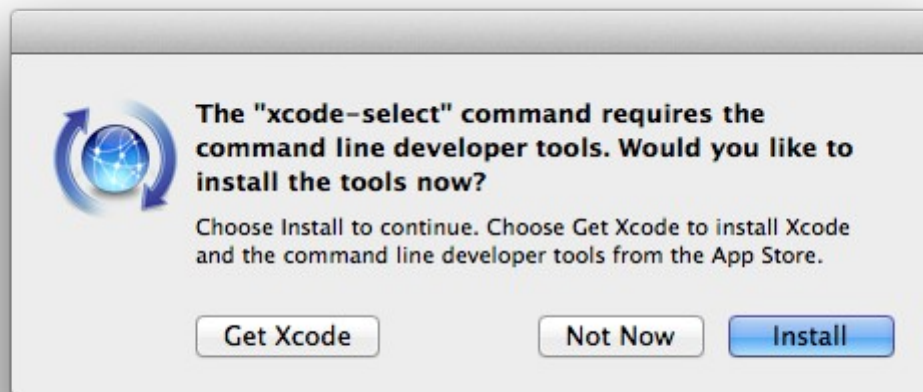 The "xcode-select" command requires the
command line developer tools. Would you like to
install the tools now?
Choose Install to continue. Choose Get Xcode to install Xcode
and the command line developer tools from the App Store.
Get Xcode
Not Now
Install